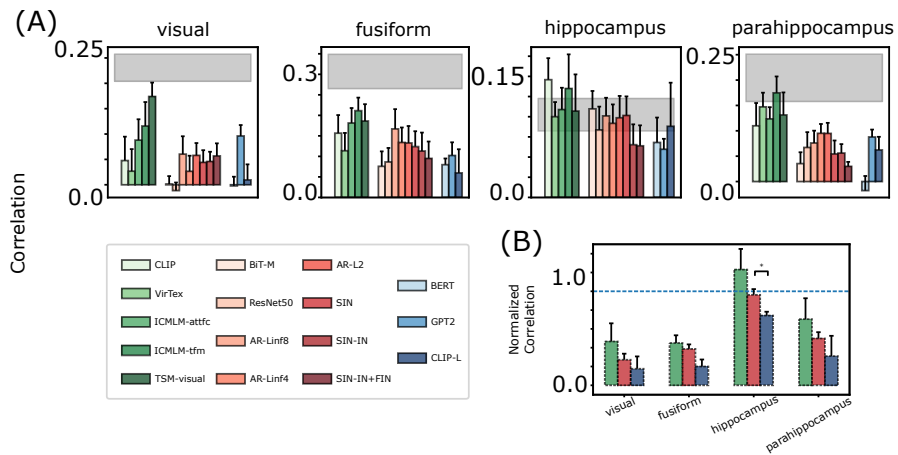 (A)
visual
fusiform
hippocampus
parahippocampus
0.25
0.0
0.3
0.0
0.15
0.0
0.25
0.0
Correlation
CLIP
VirTex
ICMLM-attfc
ICMLM-tfm
TSM-visual
BiT-M
ResNet50
AR-Linf8
AR-Linf4
AR-L2
SIN
SIN-IN
SIN-IN+FIN
BERT
GPT2
CLIP-L
(B)
Normalized
Correlation
1.0
0.0
*
visual
fusiform
hippocampus
parahippocampus